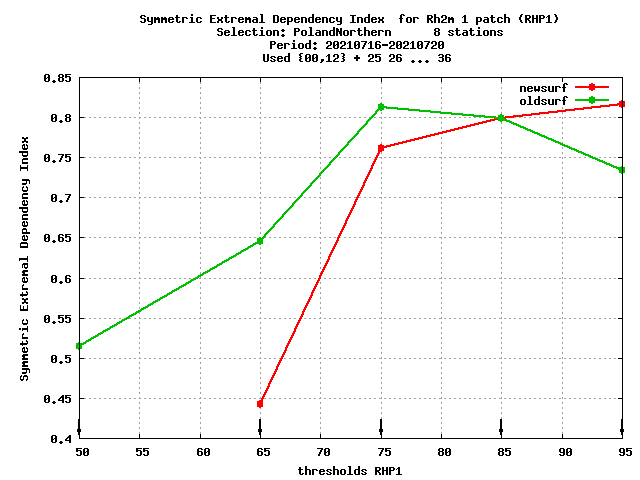 Symmetric Extremal Dependency Index  for Rh2m 1 patch (RHP1)
Selection: PolandNorthern      8 stations
Period: 20210716-20210720
Used {00,12} + 25 26 ... 36
newsurf
oldsurf
Symmetric Extremal Dependency Index
0.85
0.8
0.75
0.7
0.65
0.6
0.55
0.5
0.45
0.4
50 55 60 65 70 75 80 85 90 95
thresholds RHP1